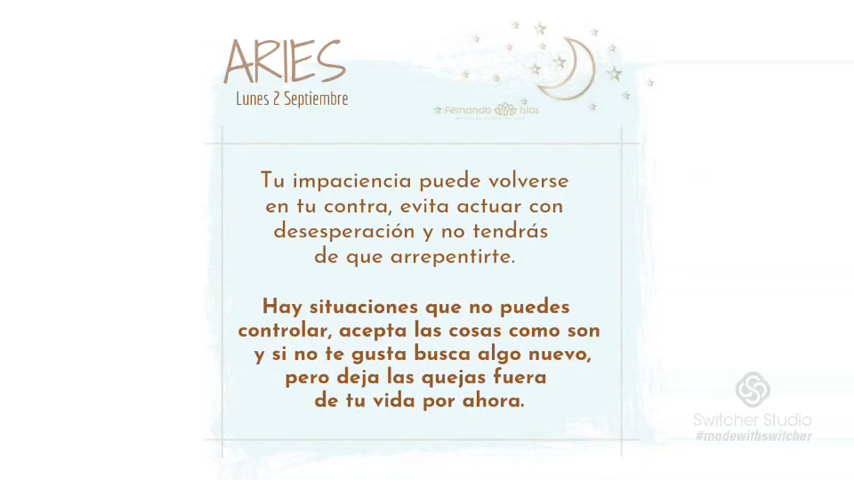 ARIES
Lunes 2 Septiembre
Fernanda Islas
Tu impaciencia puede volverse
en tu contra, evita actuar con
desesperación y no tendrás
de que arrepentirte.
Hay situaciones que no puedes
controlar, acepta las cosas como son
y si no te gusta busca algo nuevo,
pero deja las quejas fuera
de tu vida por ahora.
Switcher Studio
#madewithswitcher